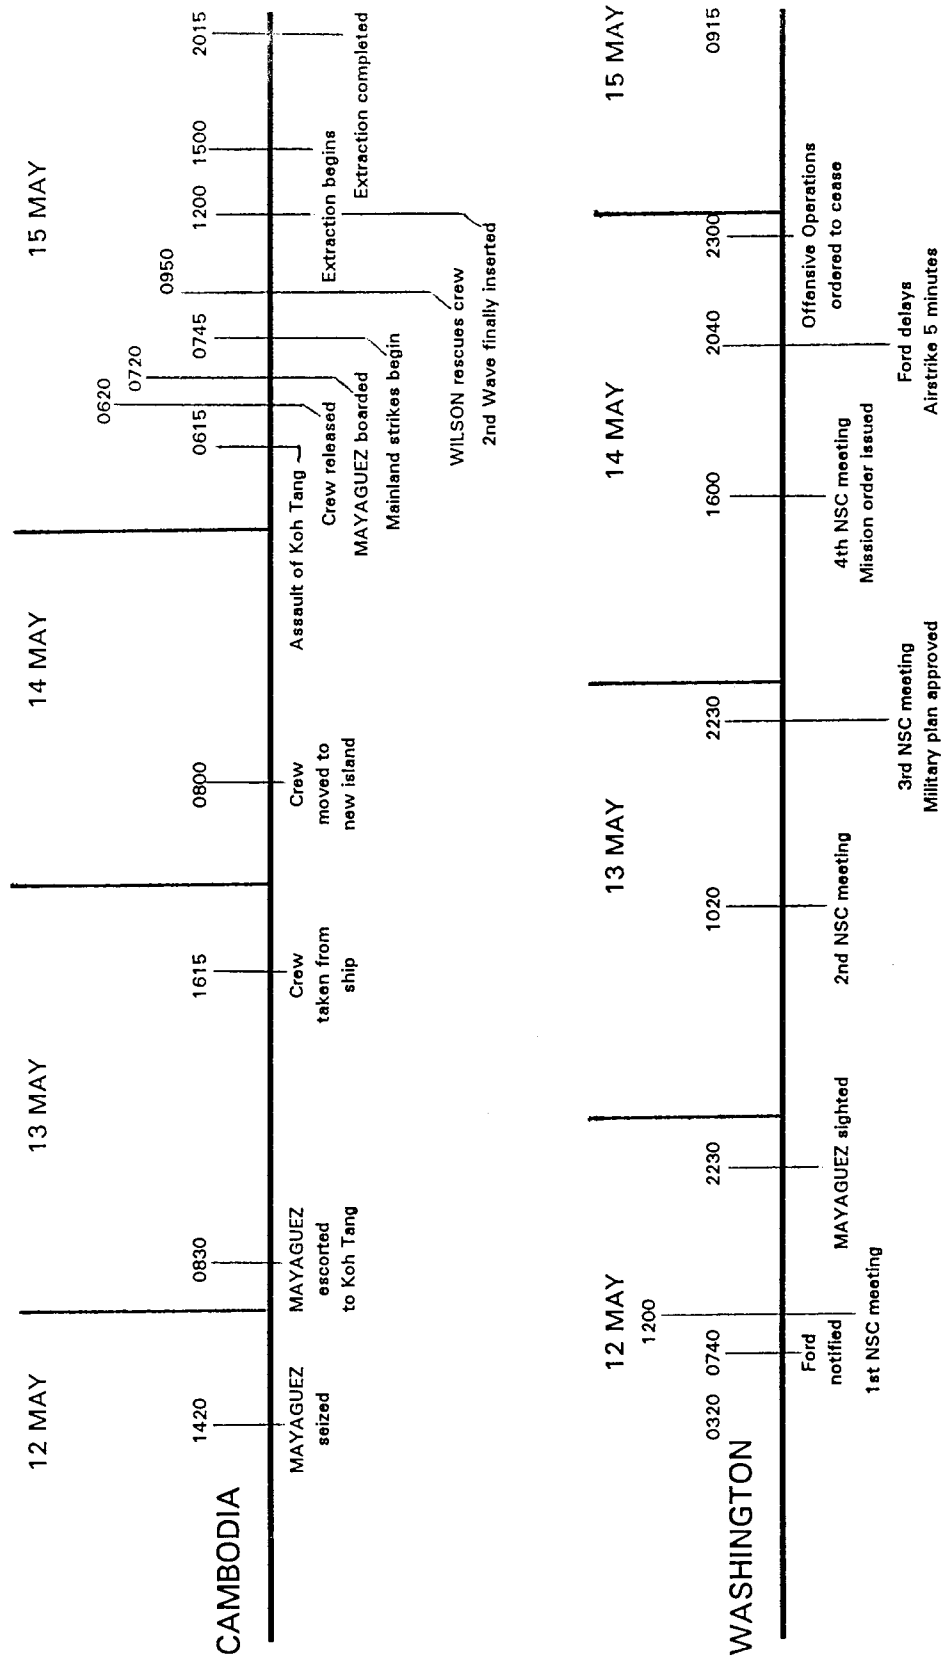 CAMBODIA
12 MAY
13 MAY
14 MAY
15 MAY
1420
MAYAGUEZ
seized
0830
MAYAGUEZ
escorted
to Koh Tang
1615
Crew
taken from
ship
0800
Crew
moved to
new island
0615
Assault of Koh Tang
0620
Crew released
0720
MAYAGUEZ boarded
0745
Mainland strikes begin
0950
WILSON rescues crew
1200
2nd Wave finally inserted
1500
Extraction begins
2015
Extraction completed
WASHINGTON
12 MAY
13 MAY
14 MAY
15 MAY
0320
0740
Ford
notified
1200
1st NSC meeting
2230
MAYAGUEZ sighted
1020
2nd NSC meeting
2230
3rd NSC meeting
Military plan approved
1600
4th NSC meeting
Mission order issued
2040
Ford delays
Airstrike 5 minutes
2300
Offensive Operations
ordered to cease
0915